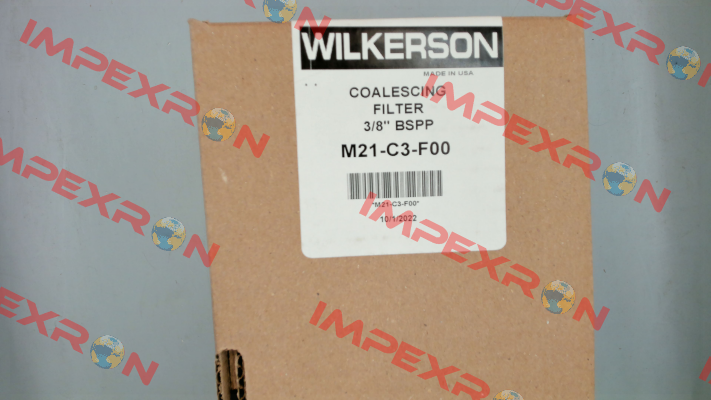 WILKERSON
MADE IN USA
COALESCING
FILTER
3/8" BSPP
M21-C3-F00
*M21-C3-F00*
10/1/2022
IMPEXRON
IMPEXRON
IMPEXRON
IMPEXRON
IMPEXRON
IMPEXRON
IMPEXRON